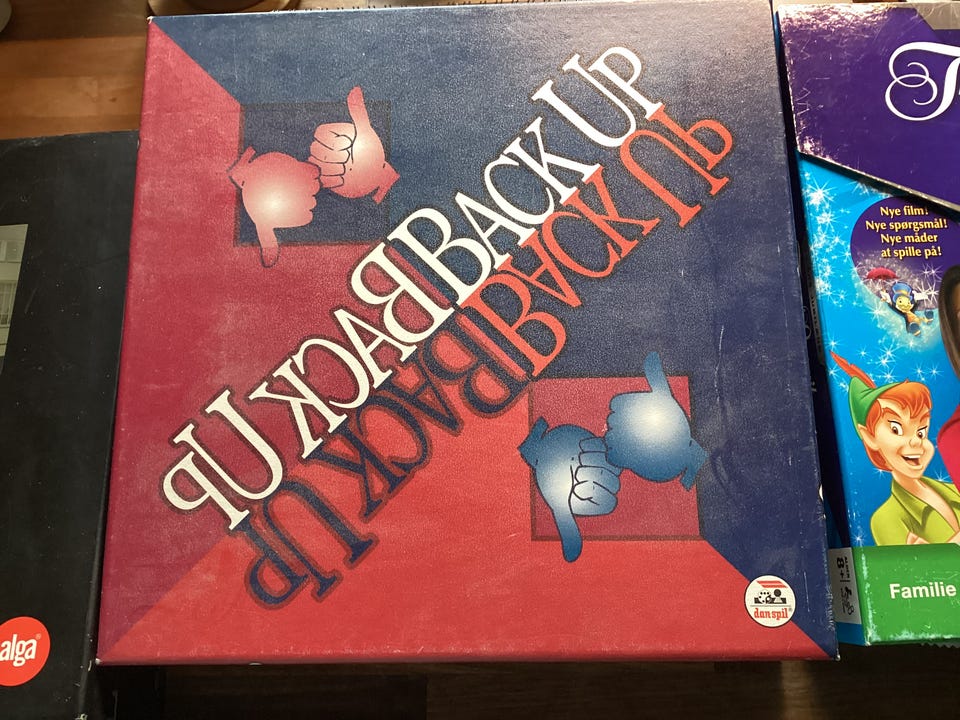 BACK UP
BACK UP
BACK UP
BACK UP
dan spil®
alga®
Nye film!
Nye spørgsmål!
Nye måder
at spille på!
8+
Familie